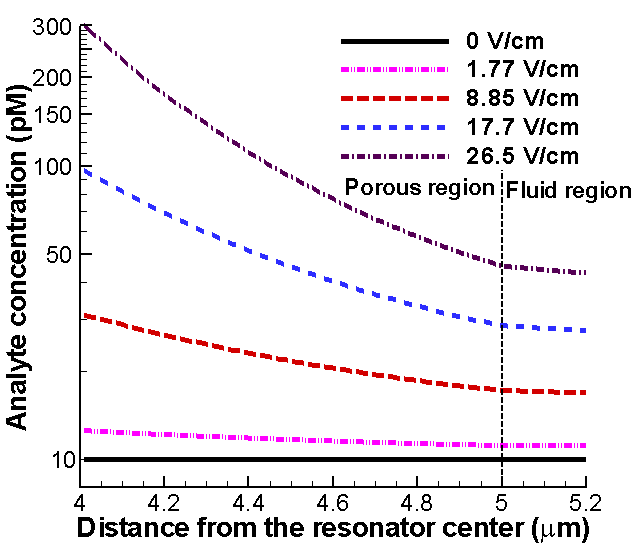 300
200
150
100
50
10
Analyte concentration (pM)
0 V/cm
1.77 V/cm
8.85 V/cm
17.7 V/cm
26.5 V/cm
Porous region
Fluid region
4
4.2
4.4
4.6
4.8
5
5.2
Distance from the resonator center (μm)